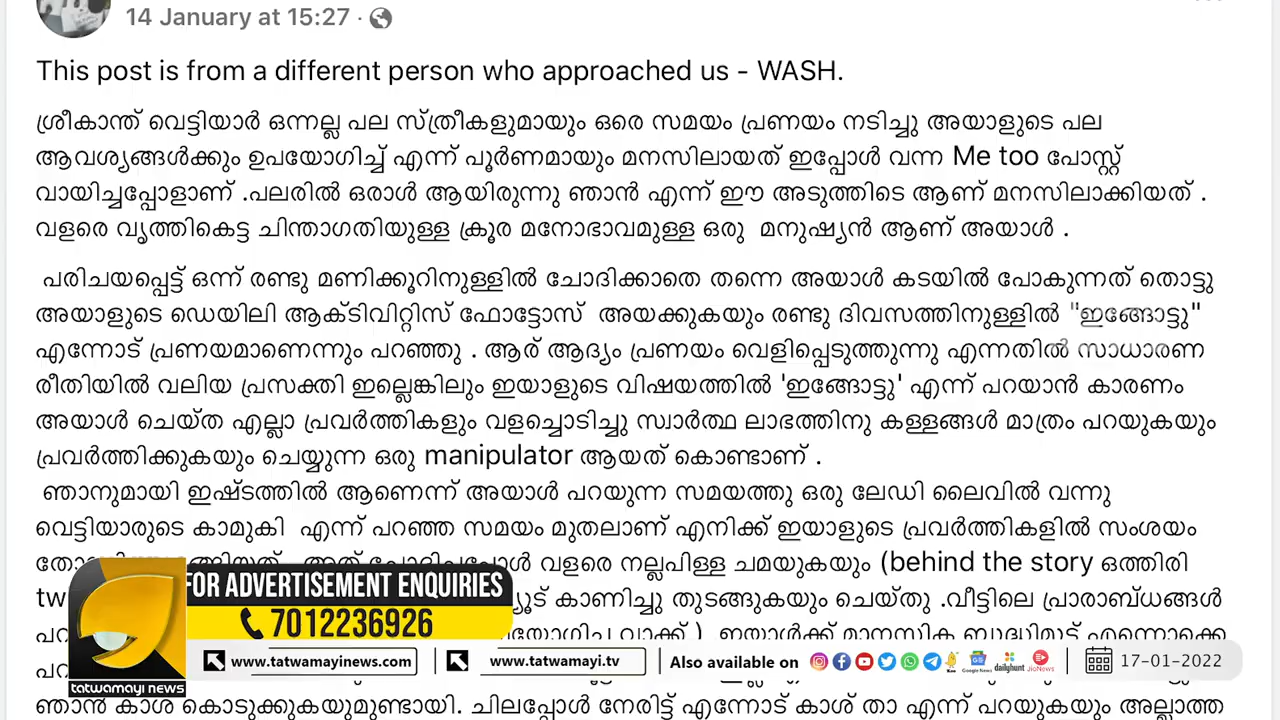 14 January at 15:27 ·
This post is from a different person who approached us - WASH.
ശ്രീകാന്ത് വെട്ടിയാർ ഒന്നല്ല പല സ്ത്രീകളുമായും ഒരെ സമയം പ്രണയം നടിച്ചു അയാളുടെ പല
ആവശ്യങ്ങൾക്കും ഉപയോഗിച്ച് എന്ന് പൂർണമായും മനസിലായത് ഇപ്പോൾ വന്ന Me too പോസ്റ്റ്
വായിച്ചപ്പോളാണ് .പലരിൽ ഒരാൾ ആയിരുന്നു ഞാൻ എന്ന് ഈ അടുത്തിടെ ആണ് മനസിലാക്കിയത് .
വളരെ വൃത്തികെട്ട ചിന്താഗതിയുള്ള ക്രൂര മനോഭാവമുള്ള ഒരു മനുഷ്യൻ ആണ് അയാൾ .
പരിചയപ്പെട്ട് ഒന്ന് രണ്ടു മണിക്കൂറിനുള്ളിൽ ചോദിക്കാതെ തന്നെ അയാൾ കടയിൽ പോകുന്നത് തൊട്ടു
അയാളുടെ ഡെയിലി ആക്ടിവിറ്റിസ് ഫോട്ടോസ് അയക്കുകയും രണ്ടു ദിവസത്തിനുള്ളിൽ "ഇങ്ങോട്ടു"
എന്നോട് പ്രണയമാണെന്നും പറഞ്ഞു . ആര് ആദ്യം പ്രണയം വെളിപ്പെടുത്തുന്നു എന്നതിൽ സാധാരണ
രീതിയിൽ വലിയ പ്രസക്തി ഇല്ലെങ്കിലും ഇയാളുടെ വിഷയത്തിൽ 'ഇങ്ങോട്ടു' എന്ന് പറയാൻ കാരണം
അയാൾ ചെയ്ത എല്ലാ പ്രവർത്തികളും വളച്ചൊടിച്ചു സ്വാർത്ഥ ലാഭത്തിനു കള്ളങ്ങൾ മാത്രം പറയുകയും
പ്രവർത്തിക്കുകയും ചെയ്യുന്ന ഒരു manipulator ആയത് കൊണ്ടാണ് .
ഞാനുമായി ഇഷ്ടത്തിൽ ആണെന്ന് അയാൾ പറയുന്ന സമയത്തു ഒരു ലേഡി ലൈവിൽ വന്നു
വെട്ടിയാരുടെ കാമുകി എന്ന് പറഞ്ഞ സമയം മുതലാണ് എനിക്ക് ഇയാളുടെ പ്രവർത്തികളിൽ സംശയം
വളരെ നല്ലപിള്ള ചമയുകയും (behind the story ഒത്തിരി
കാണിച്ചു തുടങ്ങുകയും ചെയ്തു .വീട്ടിലെ പ്രാരാബ്ധങ്ങൾ
വാക്ക് ) ഇയാൾക്ക് മാനസിക ബുദ്ധിമുട്ട് എന്നൊക്കെ
ഞാൻ കാശ് കൊടുക്കുകയുമുണ്ടായി. ചിലപ്പോൾ നേരിട്ട് എന്നോട് കാശ് താ എന്ന് പറയുകയും അല്ലാത്ത
FOR ADVERTISEMENT ENQUIRIES
7012236926
tatwamayi news
www.tatwamayinews.com
www.tatwamayi.tv
Also available on
Google News
dailyhunt
JioNews
17-01-2022